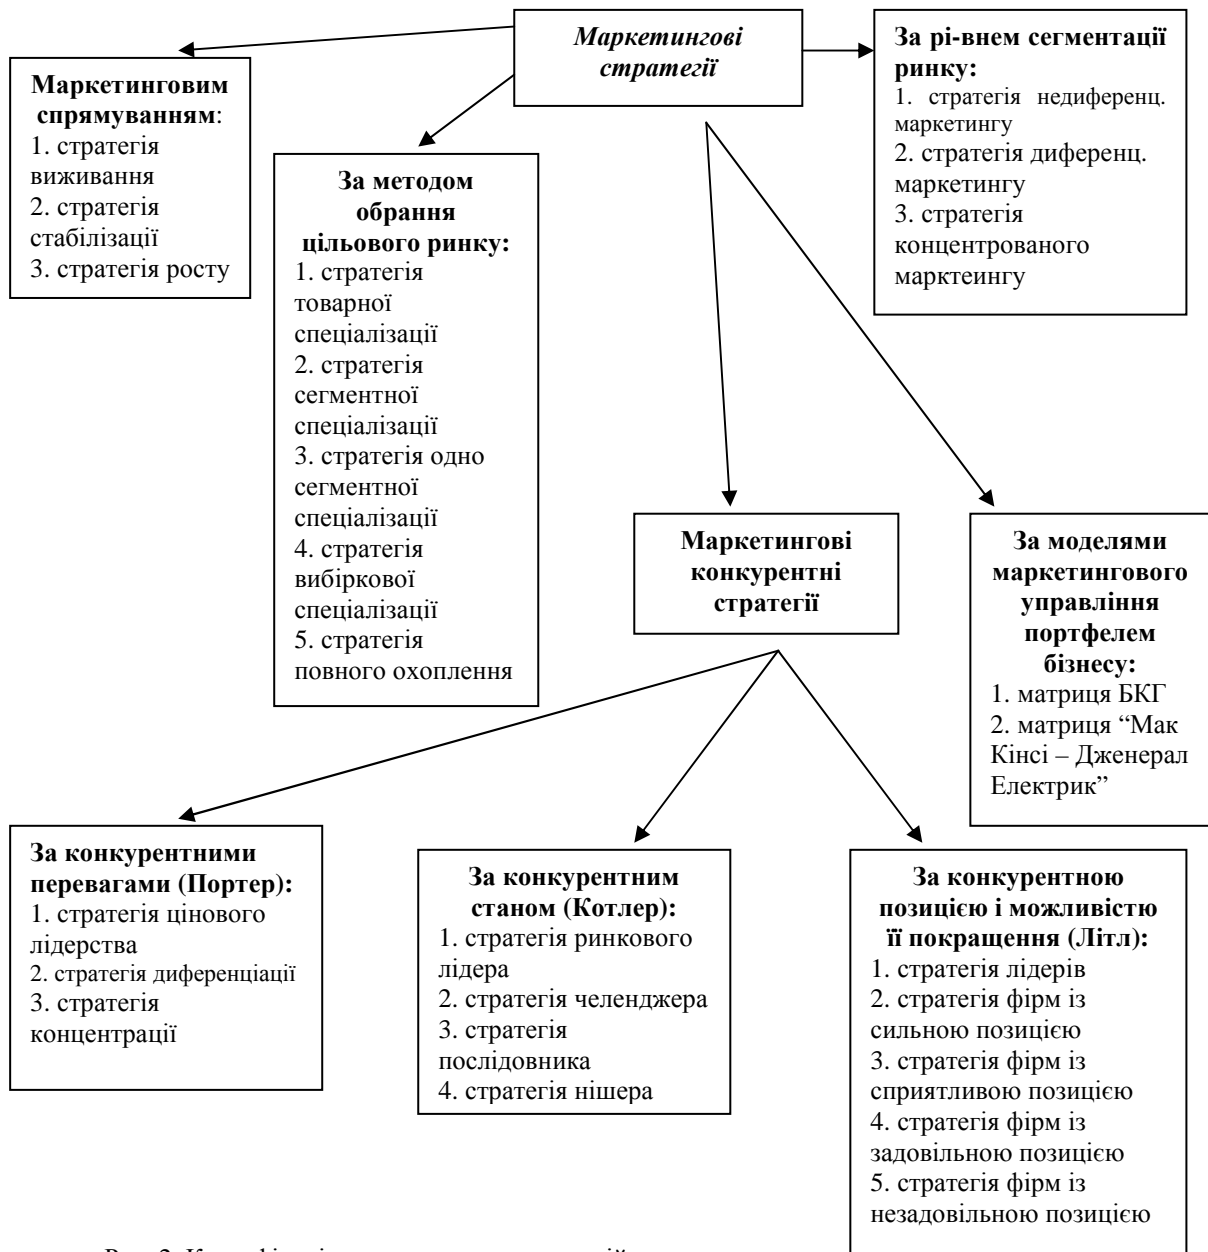 Маркетингові
стратегії
Маркетинговим
спрямуванням:
1. стратегія
виживання
2. стратегія
стабілізації
3. стратегія росту
За методом
обрання
цільового ринку:
1. стратегія
товарної
спеціалізації
2. стратегія
сегментної
спеціалізації
3. стратегія одно
сегментної
спеціалізації
4. стратегія
вибіркової
спеціалізації
5. стратегія
повного охоплення
За рі-внем сегментації
ринку:
1. стратегія недиференц.
маркетингу
2. стратегія диференц.
маркетингу
3. стратегія
концентрованого
марктеингу
Маркетингові
конкурентні
стратегії
За моделями
маркетингового
управління
портфелем
бізнесу:
1. матриця БКГ
2. матриця “Мак
Кінсі – Дженерал
Електрик”
За конкурентними
перевагами (Портер):
1. стратегія цінового
лідерства
2. стратегія диференціації
3. стратегія
концентрації
За конкурентним
станом (Котлер):
1. стратегія ринкового
лідера
2. стратегія челенджера
3. стратегія
послідовника
4. стратегія нішера
За конкурентною
позицією і можливістю
її покращення (Літл):
1. стратегія лідерів
2. стратегія фірм із
сильною позицією
3. стратегія фірм із
сприятливою позицією
4. стратегія фірм із
задовільною позицією
5. стратегія фірм із
незадовільною позицією